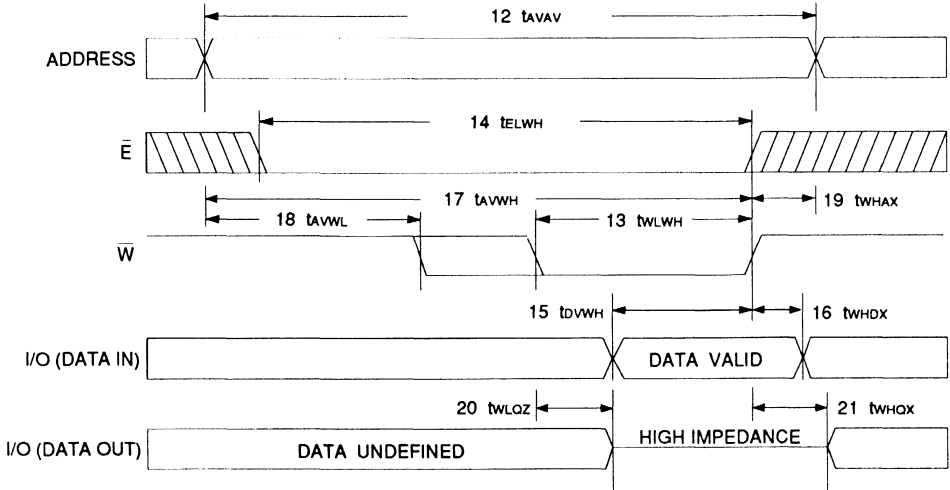 12 tAVAV
ADDRESS
14 tELWH
E̅
17 tAVWH
19 tWHAX
18 tAVWL
13 tWLWH
W̅
15 tDVWH
16 tWHDX
I/O (DATA IN)
DATA VALID
20 tWLQZ
21 tWHQX
HIGH IMPEDANCE
I/O (DATA OUT)
DATA UNDEFINED